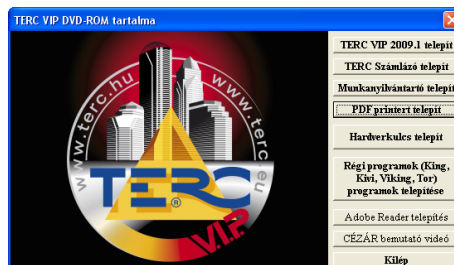 TERC VIP DVD-ROM tartalma
www.terc.hu
www.terc.eu
TERC
®
V.I.P.
TERC VIP 2009.1 telepít
TERC Számlázó telepít
Munkanyilvántartó telepít
PDF printert telepít
Hardverkulcs telepít
Régi programok (King,
Kivi, Viking, Tor)
programok telepítése
Adobe Reader telepítés
CÉZÁR bemutató videó
Kilép